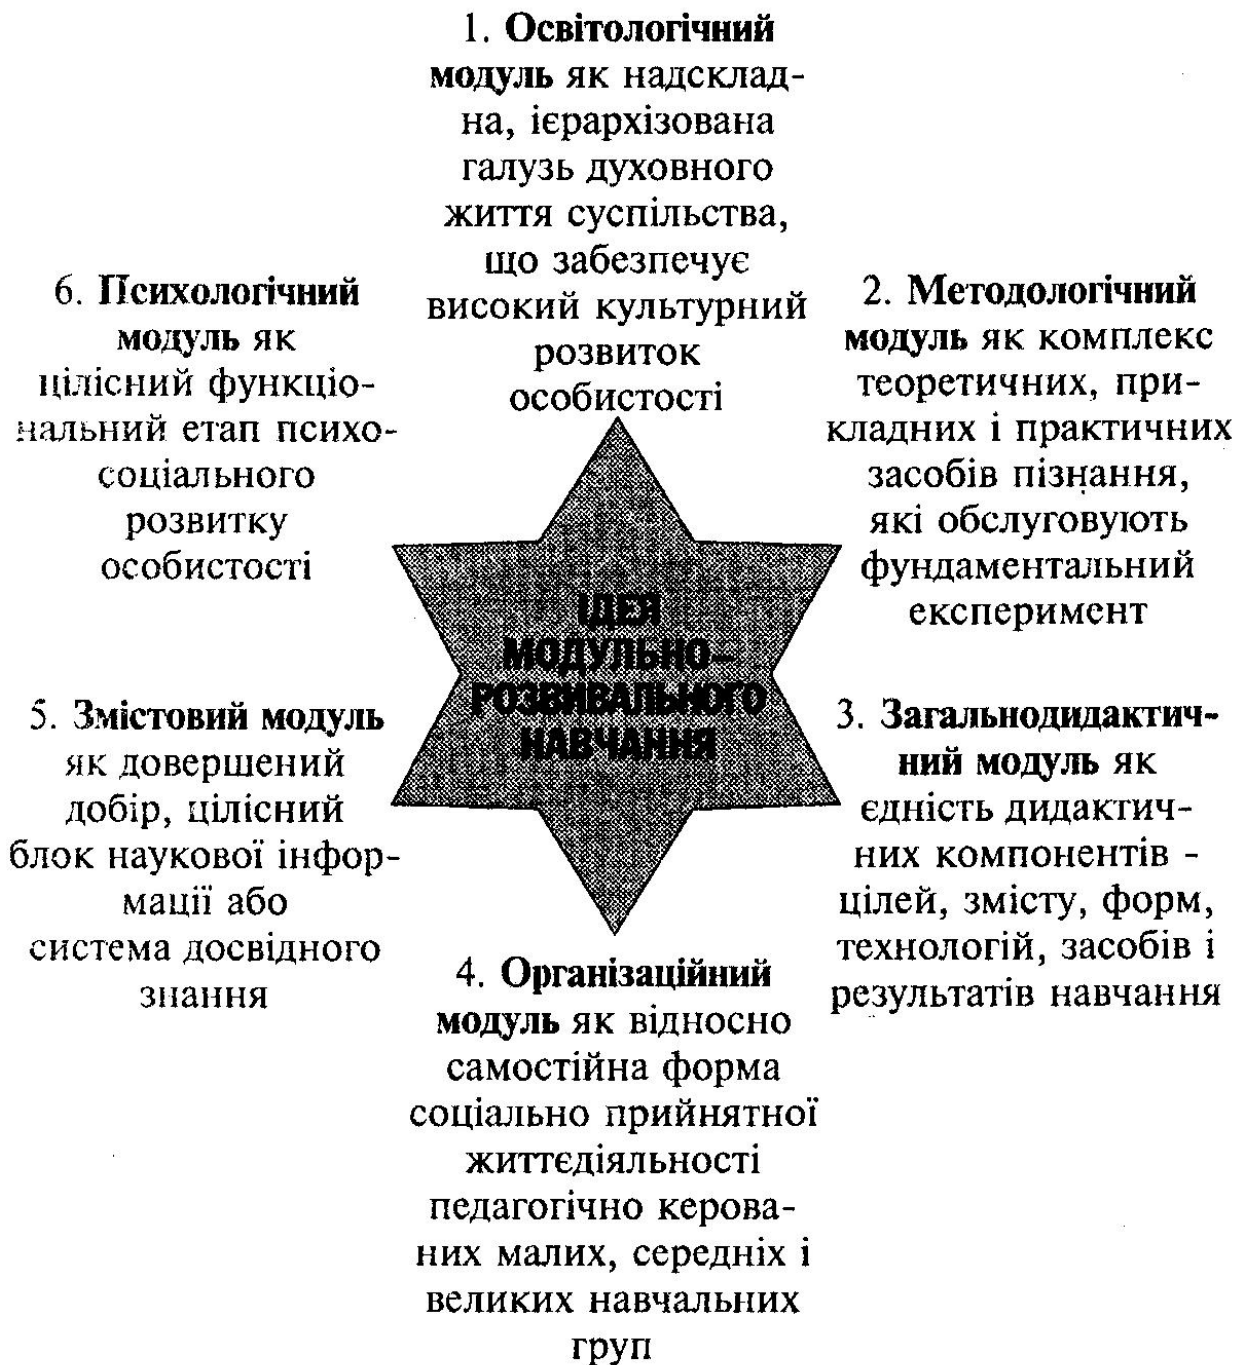 1. Освітологічний
модуль як надсклад-
на, ієрархізована
галузь духовного
життя суспільства,
що забезпечує
високий культурний
розвиток
особистості
2. Методологічний
модуль як комплекс
теоретичних, при-
кладних і практичних
засобів пізнання,
які обслуговують
фундаментальний
експеримент
3. Загальнодидактич-
ний модуль як
єдність дидактич-
них компонентів -
цілей, змісту, форм,
технологій, засобів і
результатів навчання
4. Організаційний
модуль як відносно
самостійна форма
соціально прийнятної
життєдіяльності
педагогічно керова-
них малих, середніх і
великих навчальних
груп
5. Змістовий модуль
як довершений
добір, цілісний
блок наукової інфор-
мації або
система досвідного
знання
6. Психологічний
модуль як
цілісний функціо-
нальний етап психо-
соціального
розвитку
особистості
ІДЕЯ
МОДУЛЬНО-
РОЗВИВАЛЬНОГО
НАВЧАННЯ